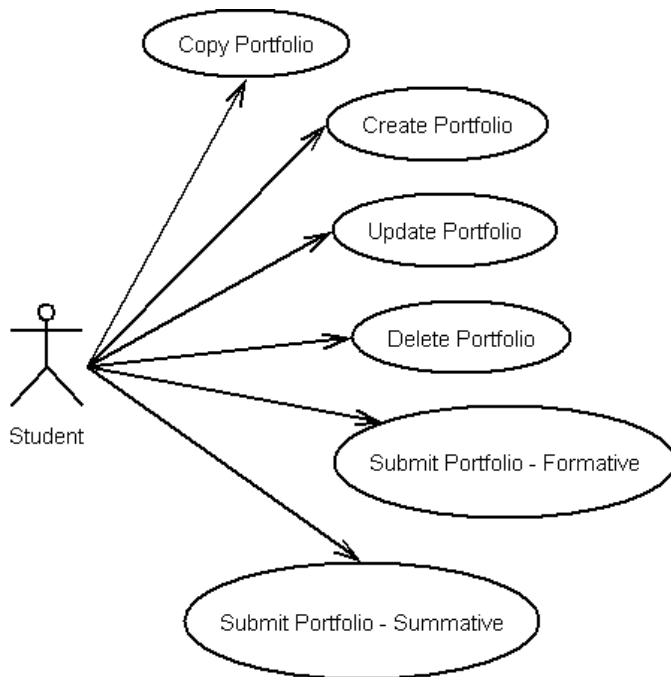 Copy Portfolio
Create Portfolio
Update Portfolio
Delete Portfolio
Student
Submit Portfolio - Formative
Submit Portfolio - Summative